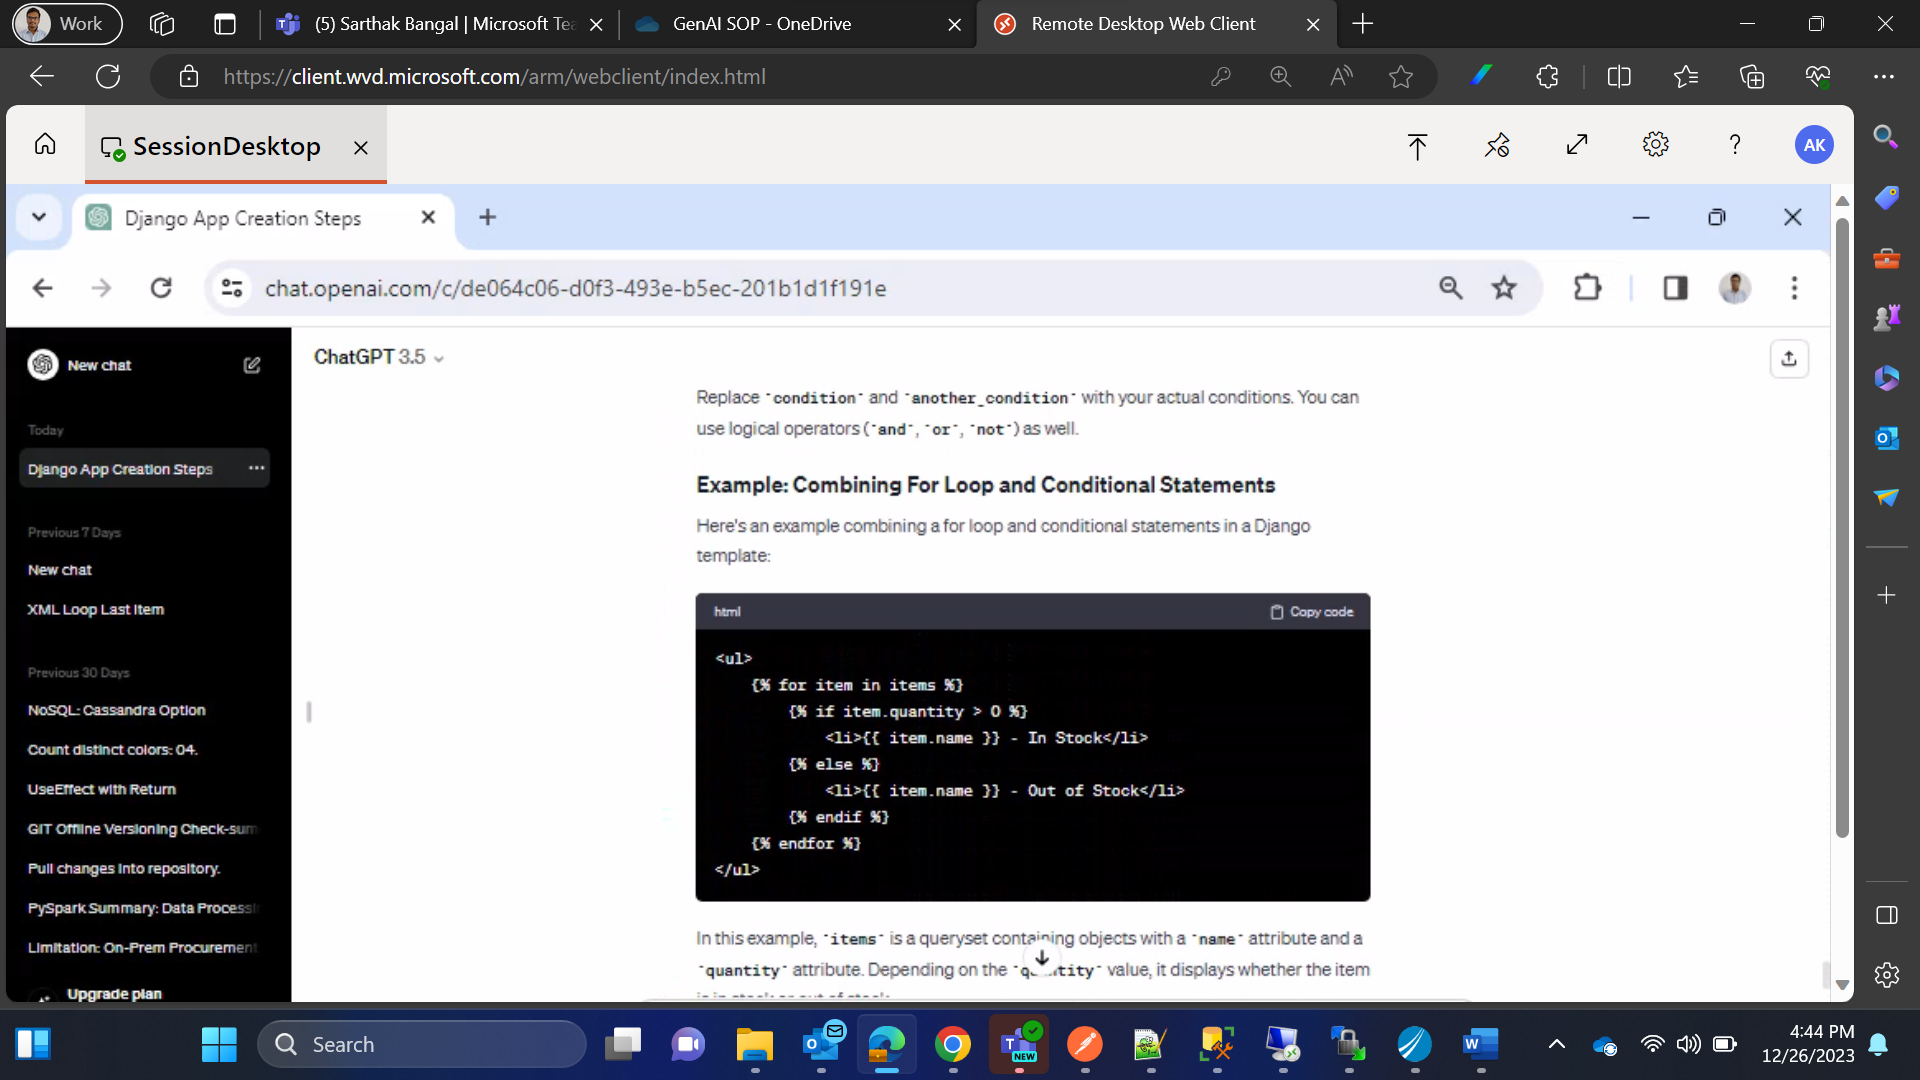 Work
(5) Sarthak Bangal | Microsoft Tea
GenAI SOP - OneDrive
Remote Desktop Web Client
https://client.wvd.microsoft.com/arm/webclient/index.html
SessionDesktop
?
AK
Django App Creation Steps
chat.openai.com/c/de064c06-d0f3-493e-b5ec-201b1d1f191e
New chat
ChatGPT 3.5
Today
Django App Creation Steps
Previous 7 Days
New chat
XML Loop Last Item
Previous 30 Days
NoSQL: Cassandra Option
Count distinct colors: 04.
UseEffect with Return
GIT Offline Versioning Check-sum
Pull changes into repository.
PySpark Summary: Data Processi
Limitation: On-Prem Procurement
Upgrade plan
Replace `condition` and `another_condition` with your actual conditions. You can
use logical operators (`and`, `or`, `not`) as well.
Example: Combining For Loop and Conditional Statements
Here's an example combining a for loop and conditional statements in a Django
template:
html
Copy code
<ul>
{% for item in items %}
{% if item.quantity > 0 %}
<li>{{ item.name }} - In Stock</li>
{% else %}
<li>{{ item.name }} - Out of Stock</li>
{% endif %}
{% endfor %}
</ul>
In this example, `items` is a queryset containing objects with a `name` attribute and a
`quantity` attribute. Depending on the `quantity` value, it displays whether the item
Search
NEW
4:44 PM
12/26/2023